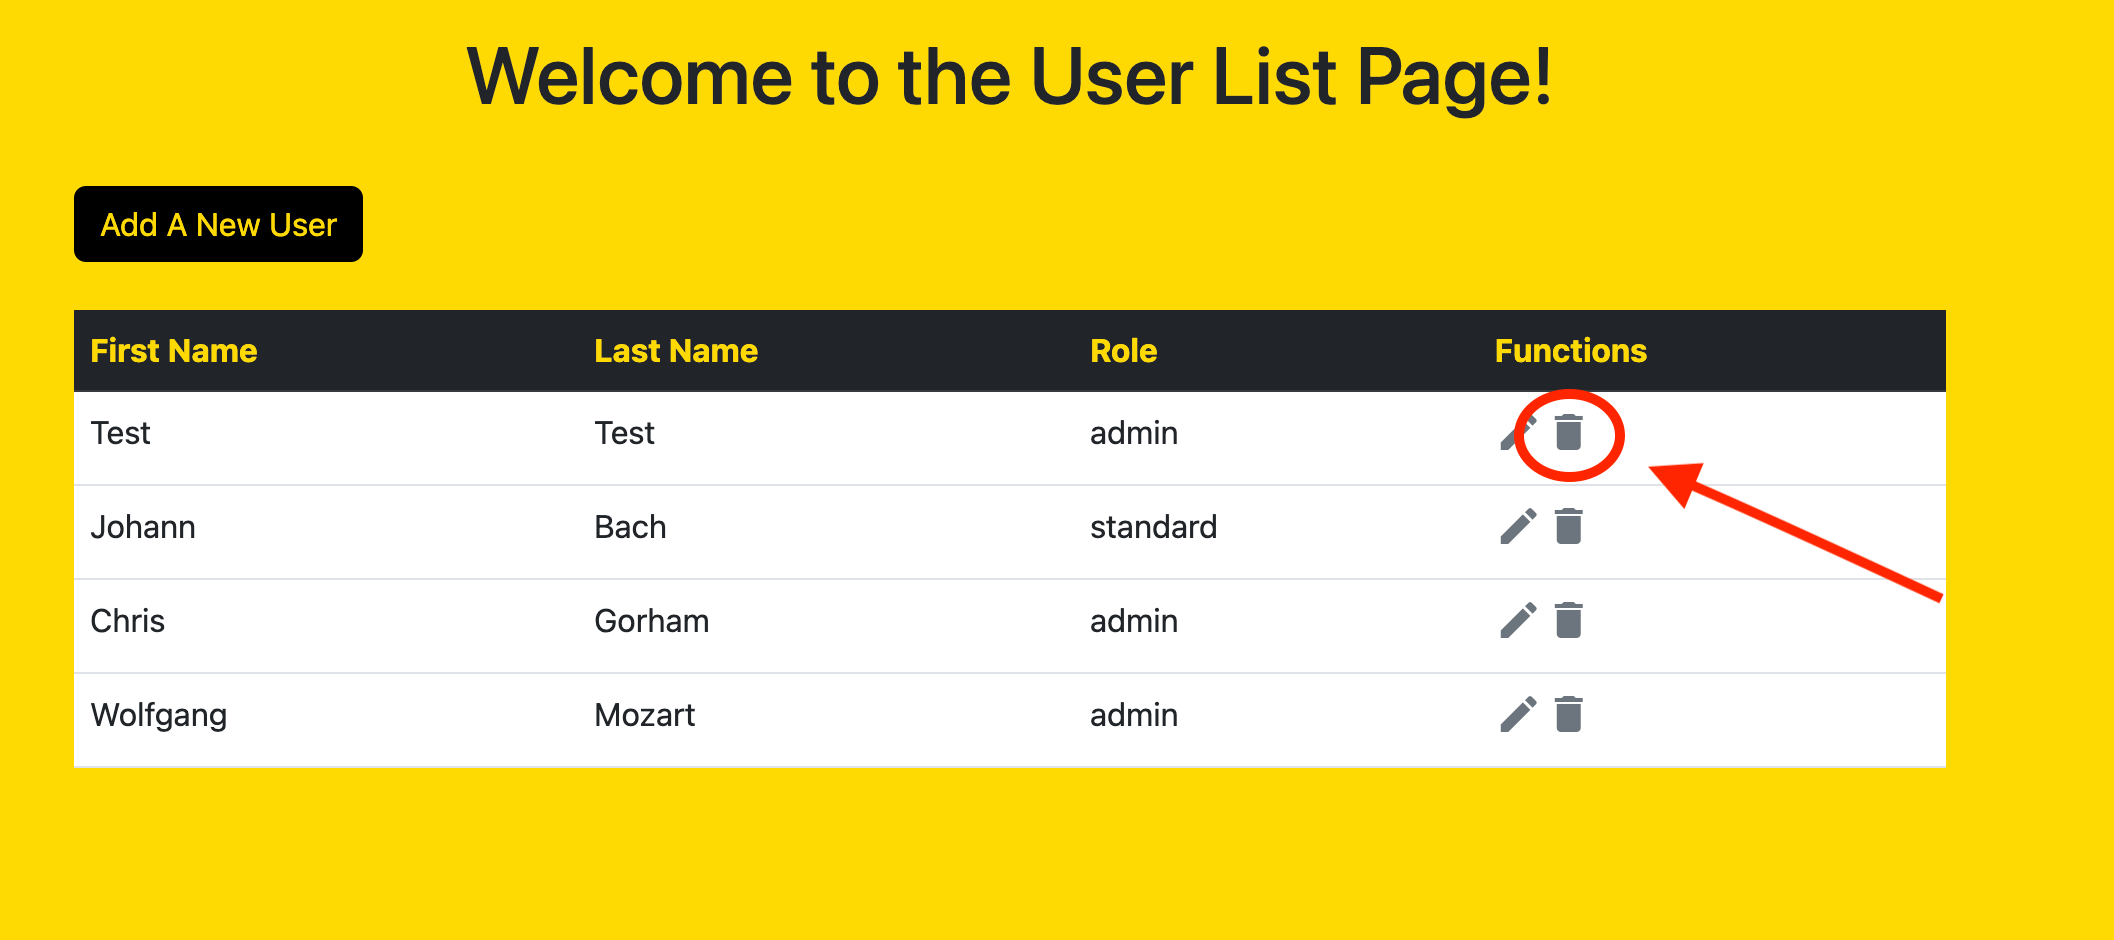 Welcome to the User List Page!
Add A New User
First Name Last Name Role Functions
Test Test admin
Johann Bach standard
Chris Gorham admin
Wolfgang Mozart admin